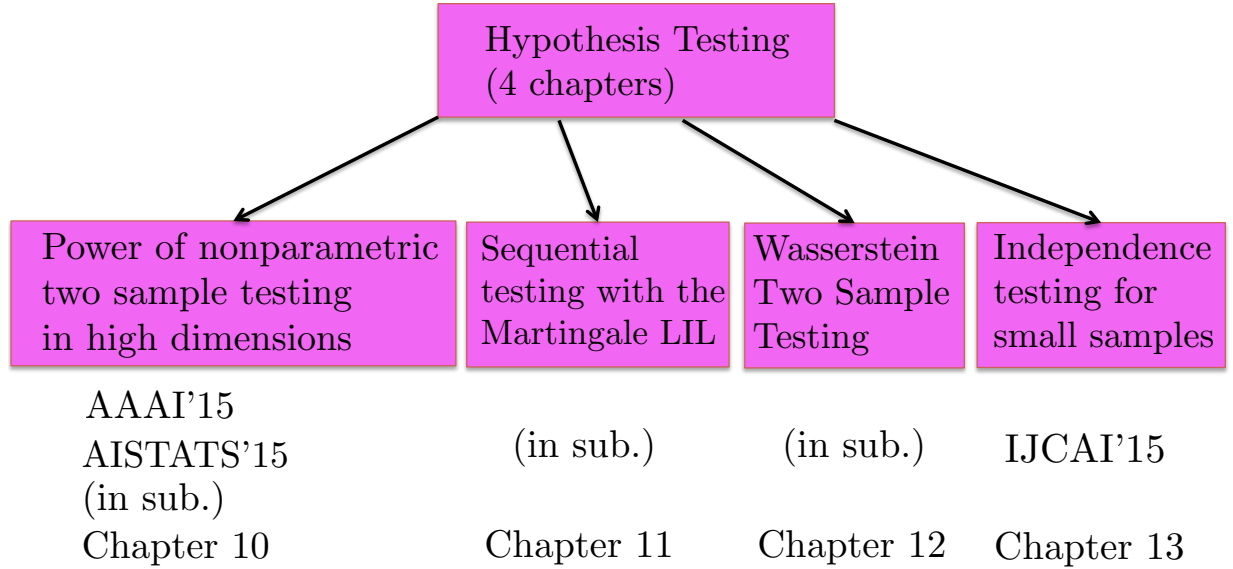 Hypothesis Testing
(4 chapters)
Power of nonparametric
two sample testing
in high dimensions
Sequential
testing with the
Martingale LIL
Wasserstein
Two Sample
Testing
Independence
testing for
small samples
AAAI’15
AISTATS’15
(in sub.)
Chapter 10
(in sub.)
Chapter 11
(in sub.)
Chapter 12
IJCAI’15
Chapter 13